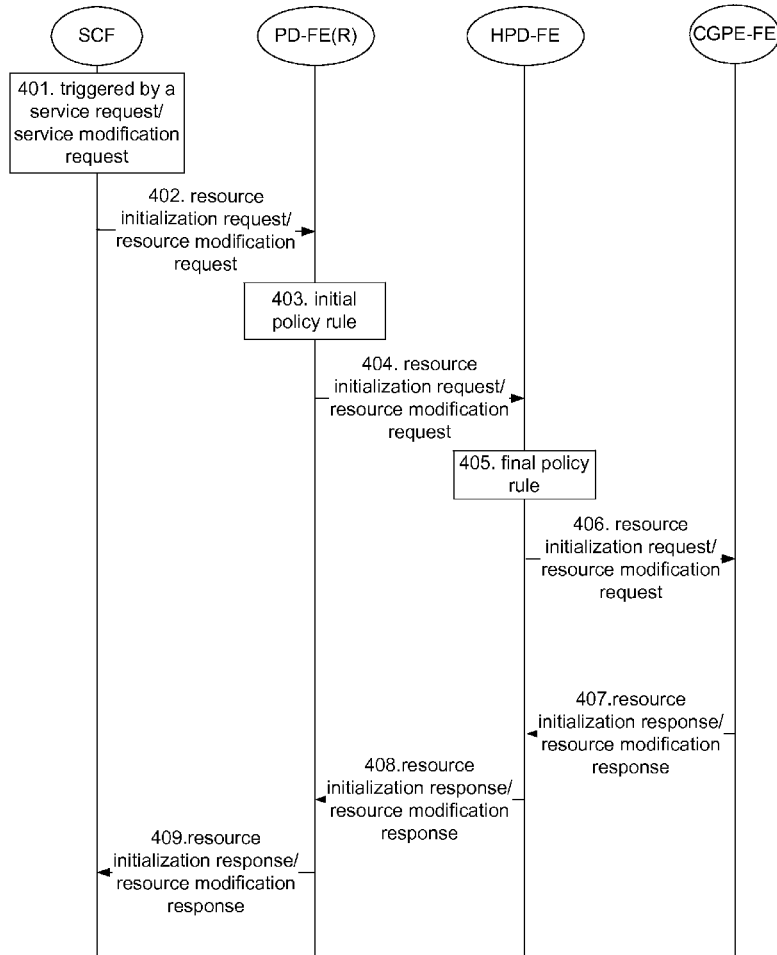 SCF
PD-FE(R)
HPD-FE
CGPE-FE
401. triggered by a
service request/
service modification
request
402. resource
initialization request/
resource modification
request
403. initial
policy rule
404. resource
initialization request/
resource modification
request
405. final policy
rule
406. resource
initialization request/
resource modification
request
407.resource
initialization response/
resource modification
response
408.resource
initialization response/
resource modification
response
409.resource
initialization response/
resource modification
response